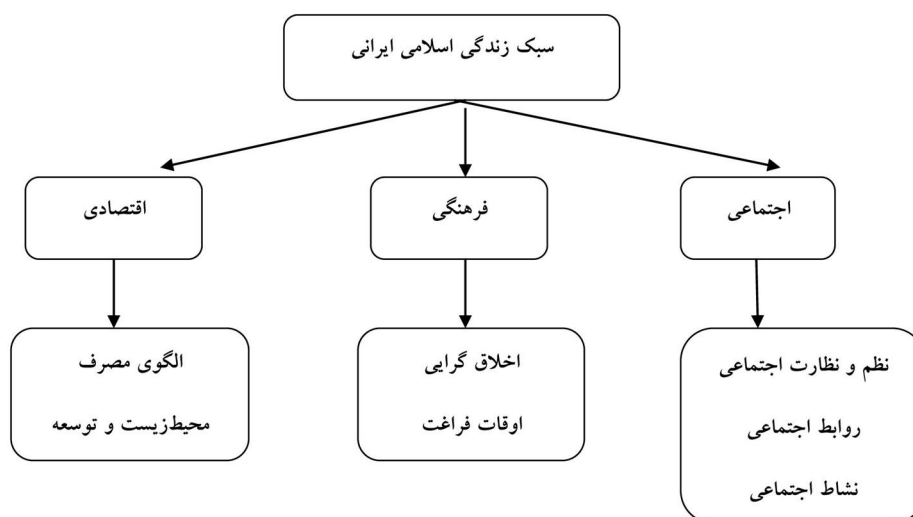 سبک زندگی اسلامی ایرانی
اجتماعی
فرهنگی
اقتصادی
نظم و نظارت اجتماعی
روابط اجتماعی
نشاط اجتماعی
اخلاق گرایی
اوقات فراغت
الگوی مصرف
محیط‌زیست و توسعه